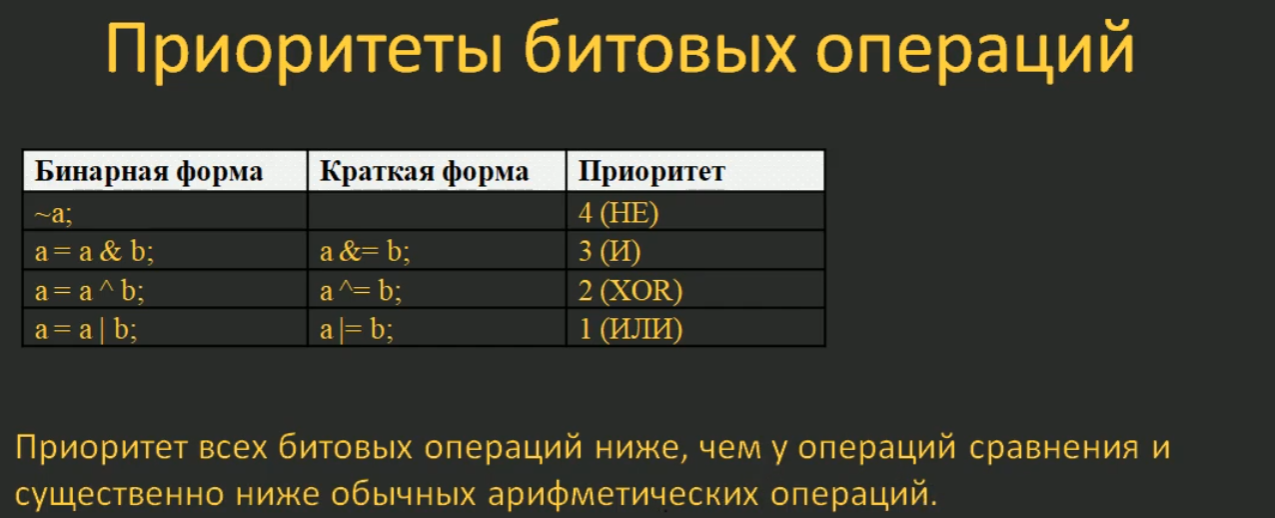 Приоритеты битовых операций
Бинарная форма Краткая форма Приоритет
~a; 4 (НЕ)
a = a & b; a &= b; 3 (И)
a = a ^ b; a ^= b; 2 (XOR)
a = a | b; a |= b; 1 (ИЛИ)
Приоритет всех битовых операций ниже, чем у операций сравнения и
существенно ниже обычных арифметических операций.